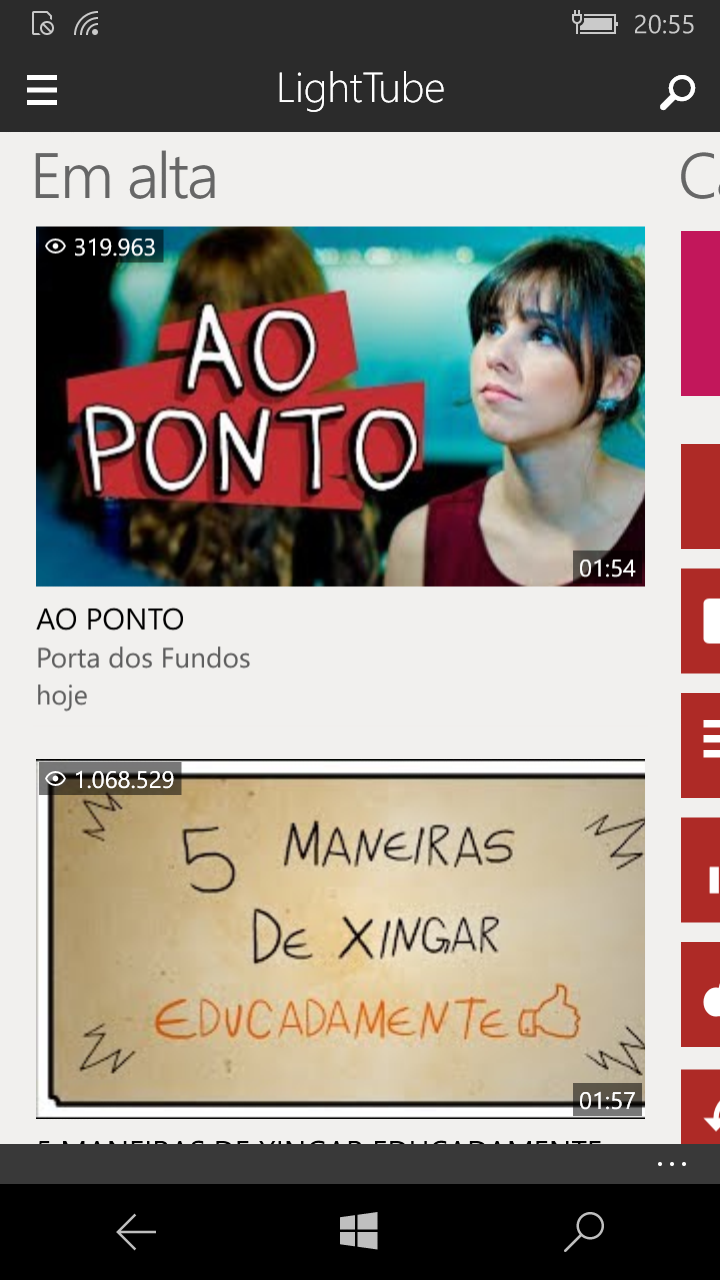 20:55
LightTube
Em alta
319.963
AO
PONTO
01:54
AO PONTO
Porta dos Fundos
hoje
1.068.529
5 MANEIRAS
DE XINGAR
EDUCADAMENTE
01:57
5 MANEIRAS DE XINGAR EDUCADAMENTE